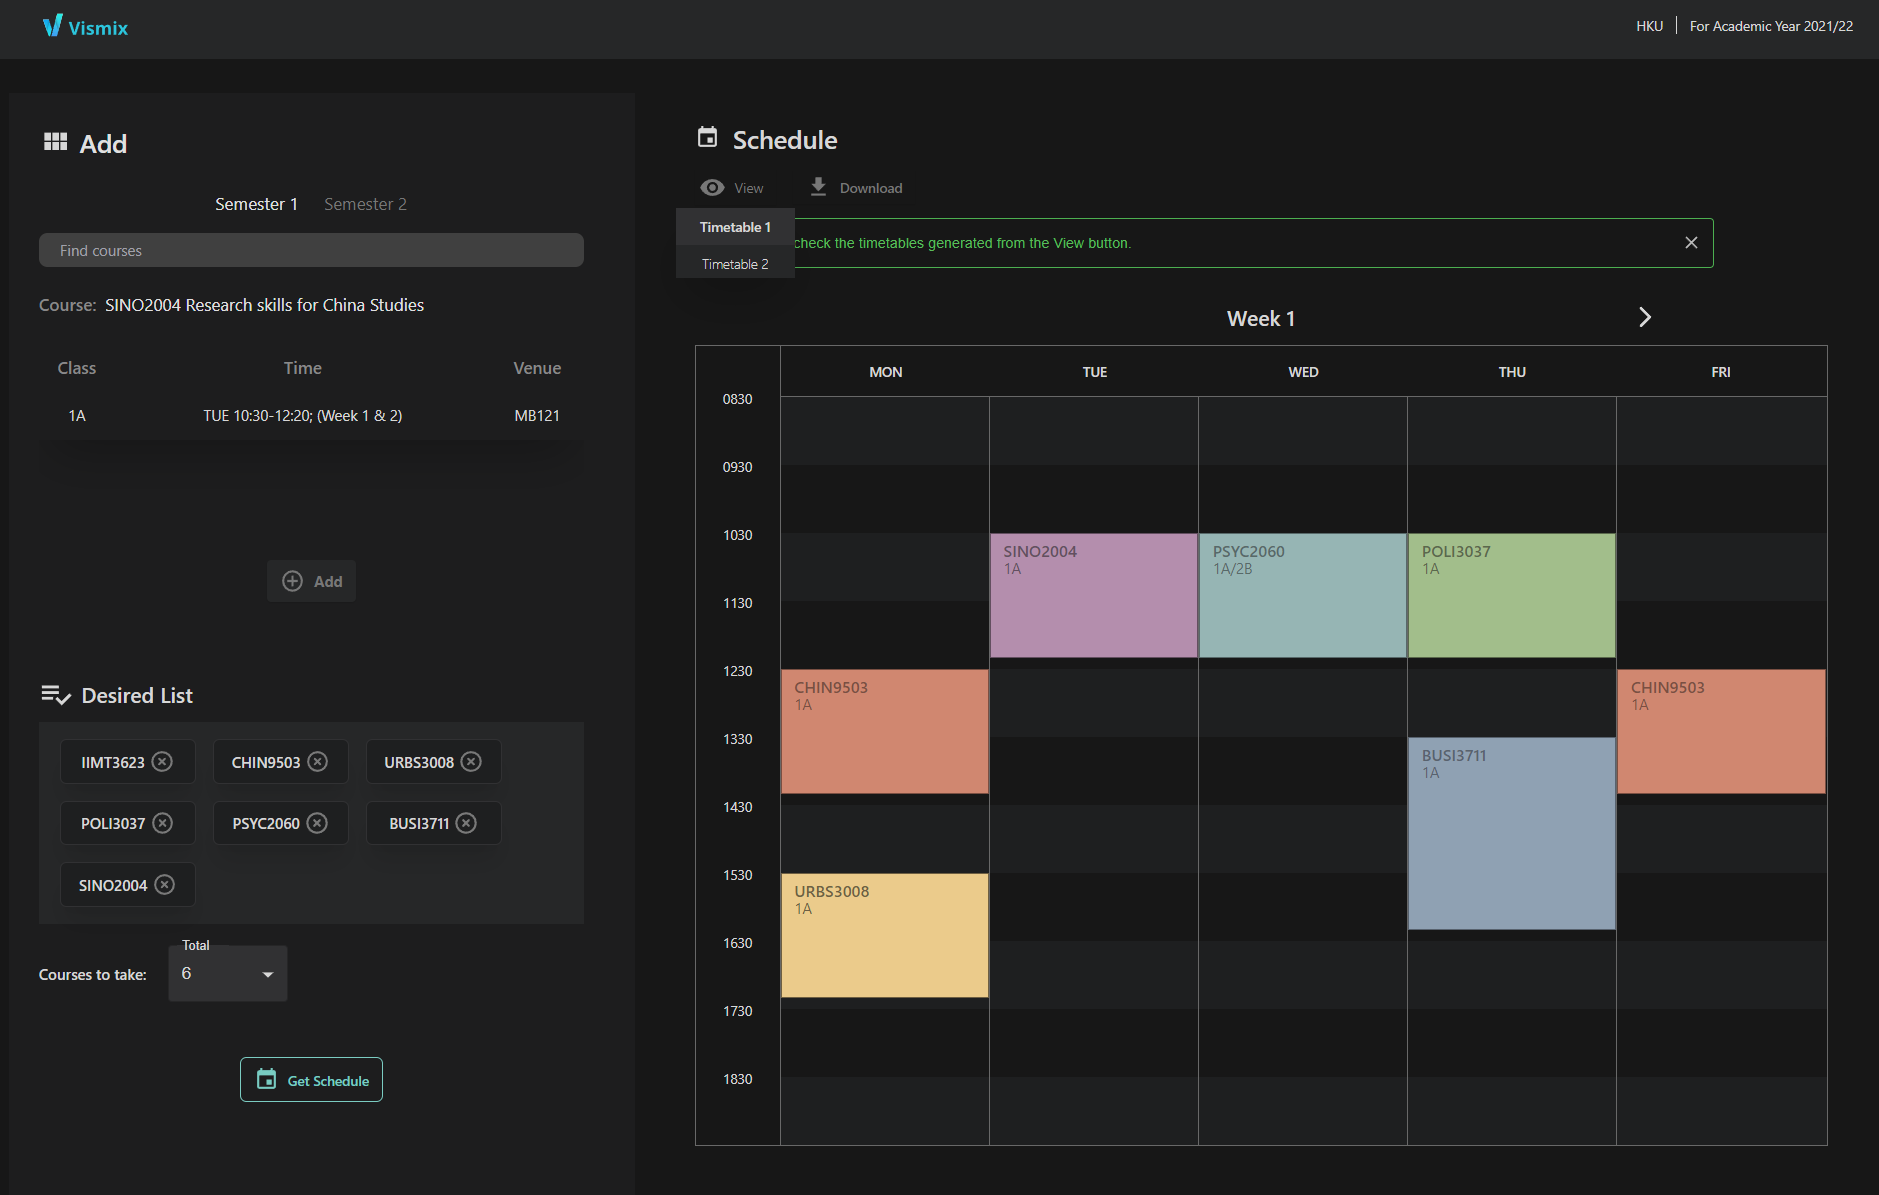 Vismix
HKU
For Academic Year 2021/22
Add
Semester 1
Semester 2
Find courses
Course: SINO2004 Research skills for China Studies
Class Time Venue
1A TUE 10:30-12:20; (Week 1 & 2) MB121
Add
Desired List
IIMT3623
CHIN9503
URBS3008
POLI3037
PSYC2060
BUSI3711
SINO2004
Courses to take:
Total
6
Get Schedule
Schedule
View
Download
Timetable 1
Timetable 2
check the timetables generated from the View button.
Week 1
MON TUE WED THU FRI
0830
0930
1030
1130
1230
1330
1430
1530
1630
1730
1830
CHIN9503
1A
URBS3008
1A
SINO2004
1A
PSYC2060
1A/2B
POLI3037
1A
BUSI3711
1A
CHIN9503
1A